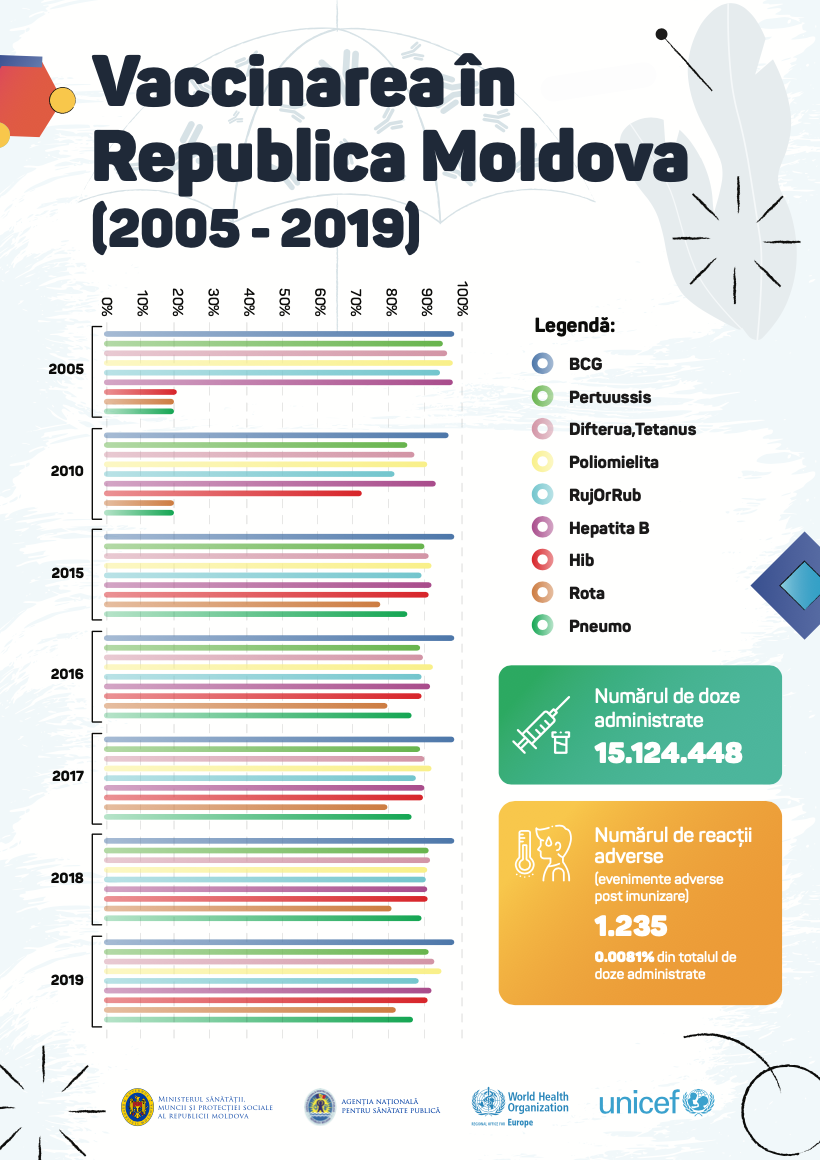 Vaccinarea în
Republica Moldova
(2005 - 2019)
0%
10%
20%
30%
40%
50%
60%
70%
80%
90%
100%
2005
2010
2015
2016
2017
2018
2019
Legendă:
BCG
Pertuussis
Difterua,Tetanus
Poliomielita
RujOrRub
Hepatita B
Hib
Rota
Pneumo
Numărul de doze
administrate
15.124.448
Numărul de reacții
adverse
(evenimente adverse
post imunizare)
1.235
0.0081% din totalul de
doze administrate
Ministerul Sănătății,
Muncii și Protecției Sociale
al Republicii Moldova
Agenția Națională
pentru Sănătate Publică
World Health
Organization
REGIONAL OFFICE FOR Europe
unicef